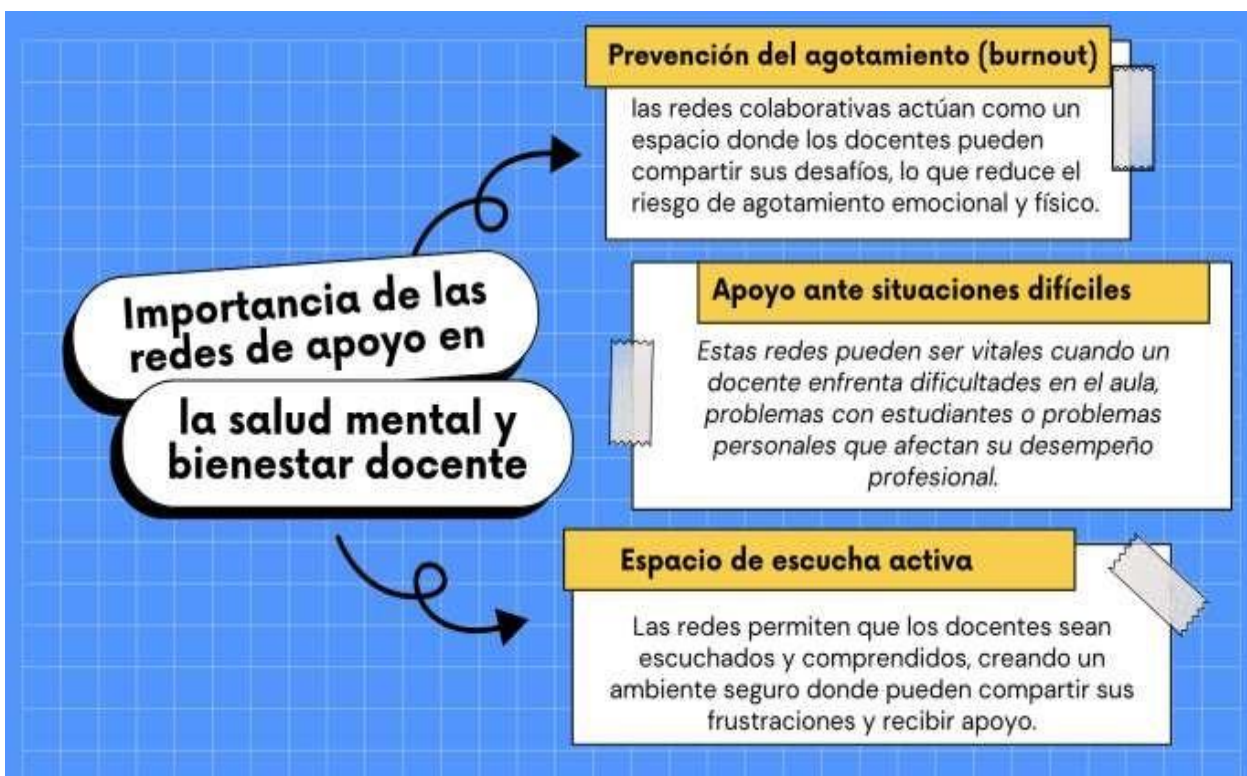 Importancia de las
redes de apoyo en
la salud mental y
bienestar docente
Prevención del agotamiento (burnout)
las redes colaborativas actúan como un
espacio donde los docentes pueden
compartir sus desafíos, lo que reduce el
riesgo de agotamiento emocional y físico.
Apoyo ante situaciones difíciles
Estas redes pueden ser vitales cuando un
docente enfrenta dificultades en el aula,
problemas con estudiantes o problemas
personales que afectan su desempeño
profesional.
Espacio de escucha activa
Las redes permiten que los docentes sean
escuchados y comprendidos, creando un
ambiente seguro donde pueden compartir sus
frustraciones y recibir apoyo.